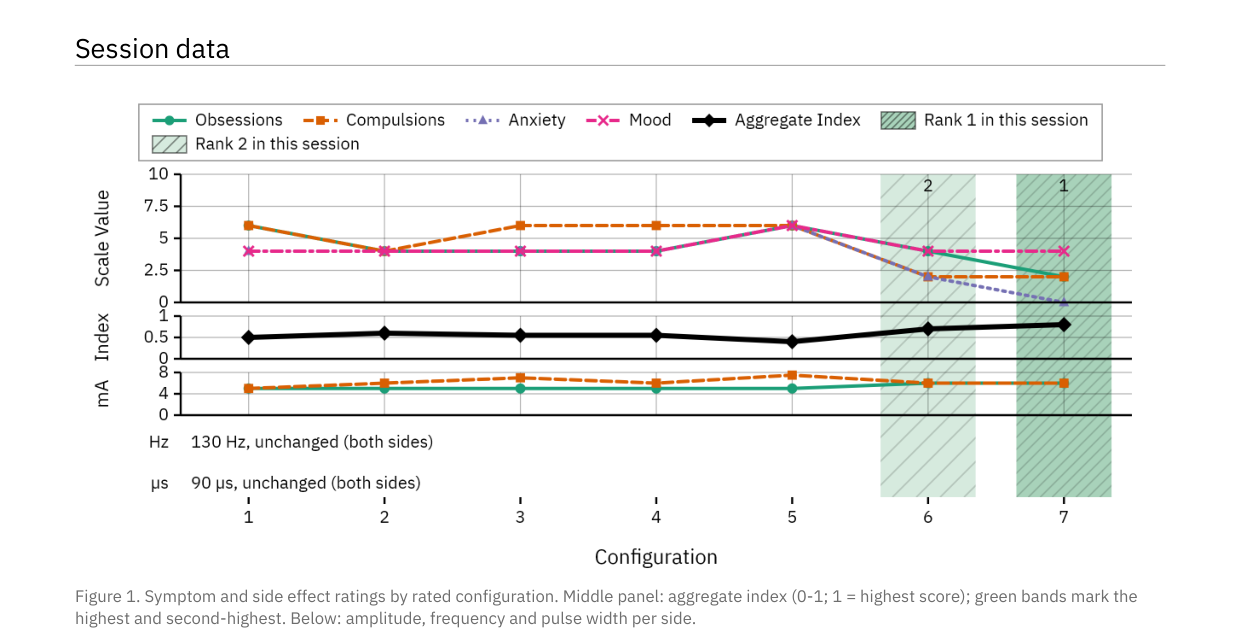 Session data
Obsessions Compulsions Anxiety Mood Aggregate Index Rank 1 in this session
Rank 2 in this session
10
7.5
5
2.5
0
Scale Value
2 1
1
0.5
0
Index
8
4
0
mA
Hz 130 Hz, unchanged (both sides)
µs 90 µs, unchanged (both sides)
1 2 3 4 5 6 7
Configuration
Figure 1. Symptom and side effect ratings by rated configuration. Middle panel: aggregate index (0-1; 1 = highest score); green bands mark the
highest and second-highest. Below: amplitude, frequency and pulse width per side.